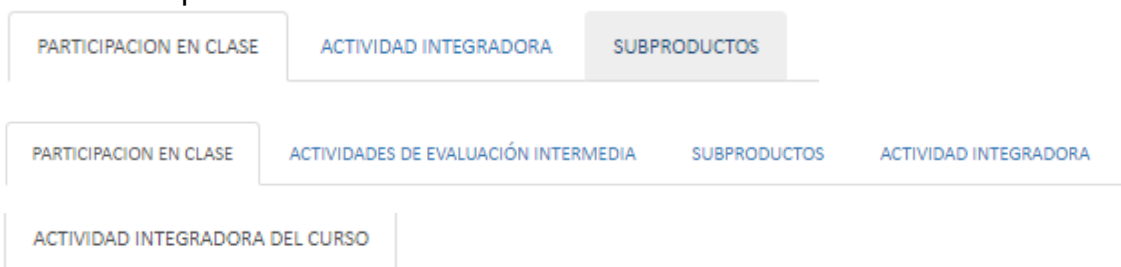 PARTICIPACION EN CLASE ACTIVIDAD INTEGRADORA SUBPRODUCTOS
PARTICIPACION EN CLASE ACTIVIDADES DE EVALUACIÓN INTERMEDIA SUBPRODUCTOS ACTIVIDAD INTEGRADORA
ACTIVIDAD INTEGRADORA DEL CURSO